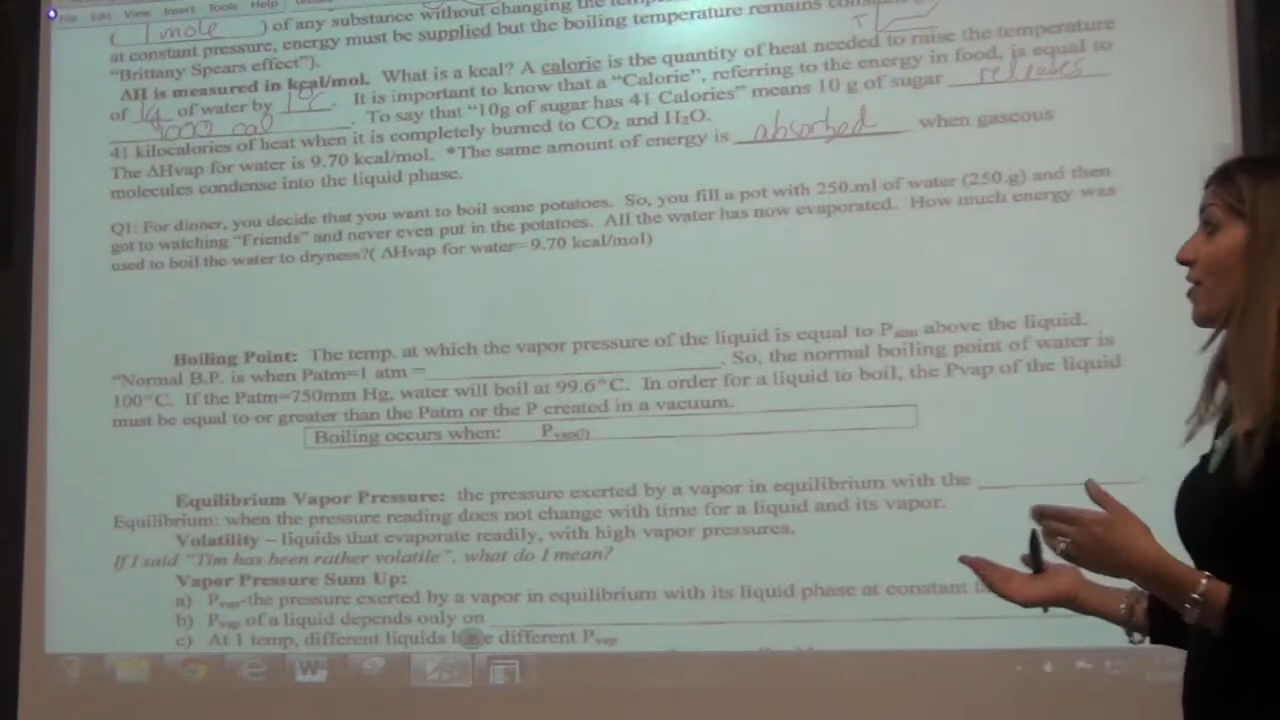 File Edit View Insert Tools Help
( 1 mole ) of any substance without changing the
at constant pressure, energy must be supplied but the boiling temperature remains
"Brittany Spears effect").
ΔH is measured in kcal/mol. What is a kcal? A calorie is the quantity of heat needed to raise the temperature
of 1g of water by 1°C. It is important to know that a "Calorie", referring to the energy in food, is equal to
1000 cal. To say that "10g of sugar has 41 Calories" means 10 g of sugar releases
41 kilocalories of heat when it is completely burned to CO₂ and H₂O.
The ΔHvap for water is 9.70 kcal/mol. *The same amount of energy is absorbed when gaseous
molecules condense into the liquid phase.
Q1: For dinner, you decide that you want to boil some potatoes. So, you fill a pot with 250.ml of water (250.g) and then
got to watching "Friends" and never even put in the potatoes. All the water has now evaporated. How much energy was
used to boil the water to dryness?( ΔHvap for water= 9.70 kcal/mol)
Boiling Point: The temp. at which the vapor pressure of the liquid is equal to Patm above the liquid.
"Normal B.P. is when Patm=1 atm =____. So, the normal boiling point of water is
100°C. If the Patm=750mm Hg, water will boil at 99.6°C. In order for a liquid to boil, the Pvap of the liquid
must be equal to or greater than the Patm or the P created in a vacuum.
Boiling occurs when: Pvap(l)
Equilibrium Vapor Pressure: the pressure exerted by a vapor in equilibrium with the ____.
Equilibrium: when the pressure reading does not change with time for a liquid and its vapor.
Volatility – liquids that evaporate readily, with high vapor pressures.
If I said "Tim has been rather volatile", what do I mean?
Vapor Pressure Sum Up:
a) Pvap-the pressure exerted by a vapor in equilibrium with its liquid phase at constant
b) Pvap of a liquid depends only on ____
c) At 1 temp, different liquids have different Pvap